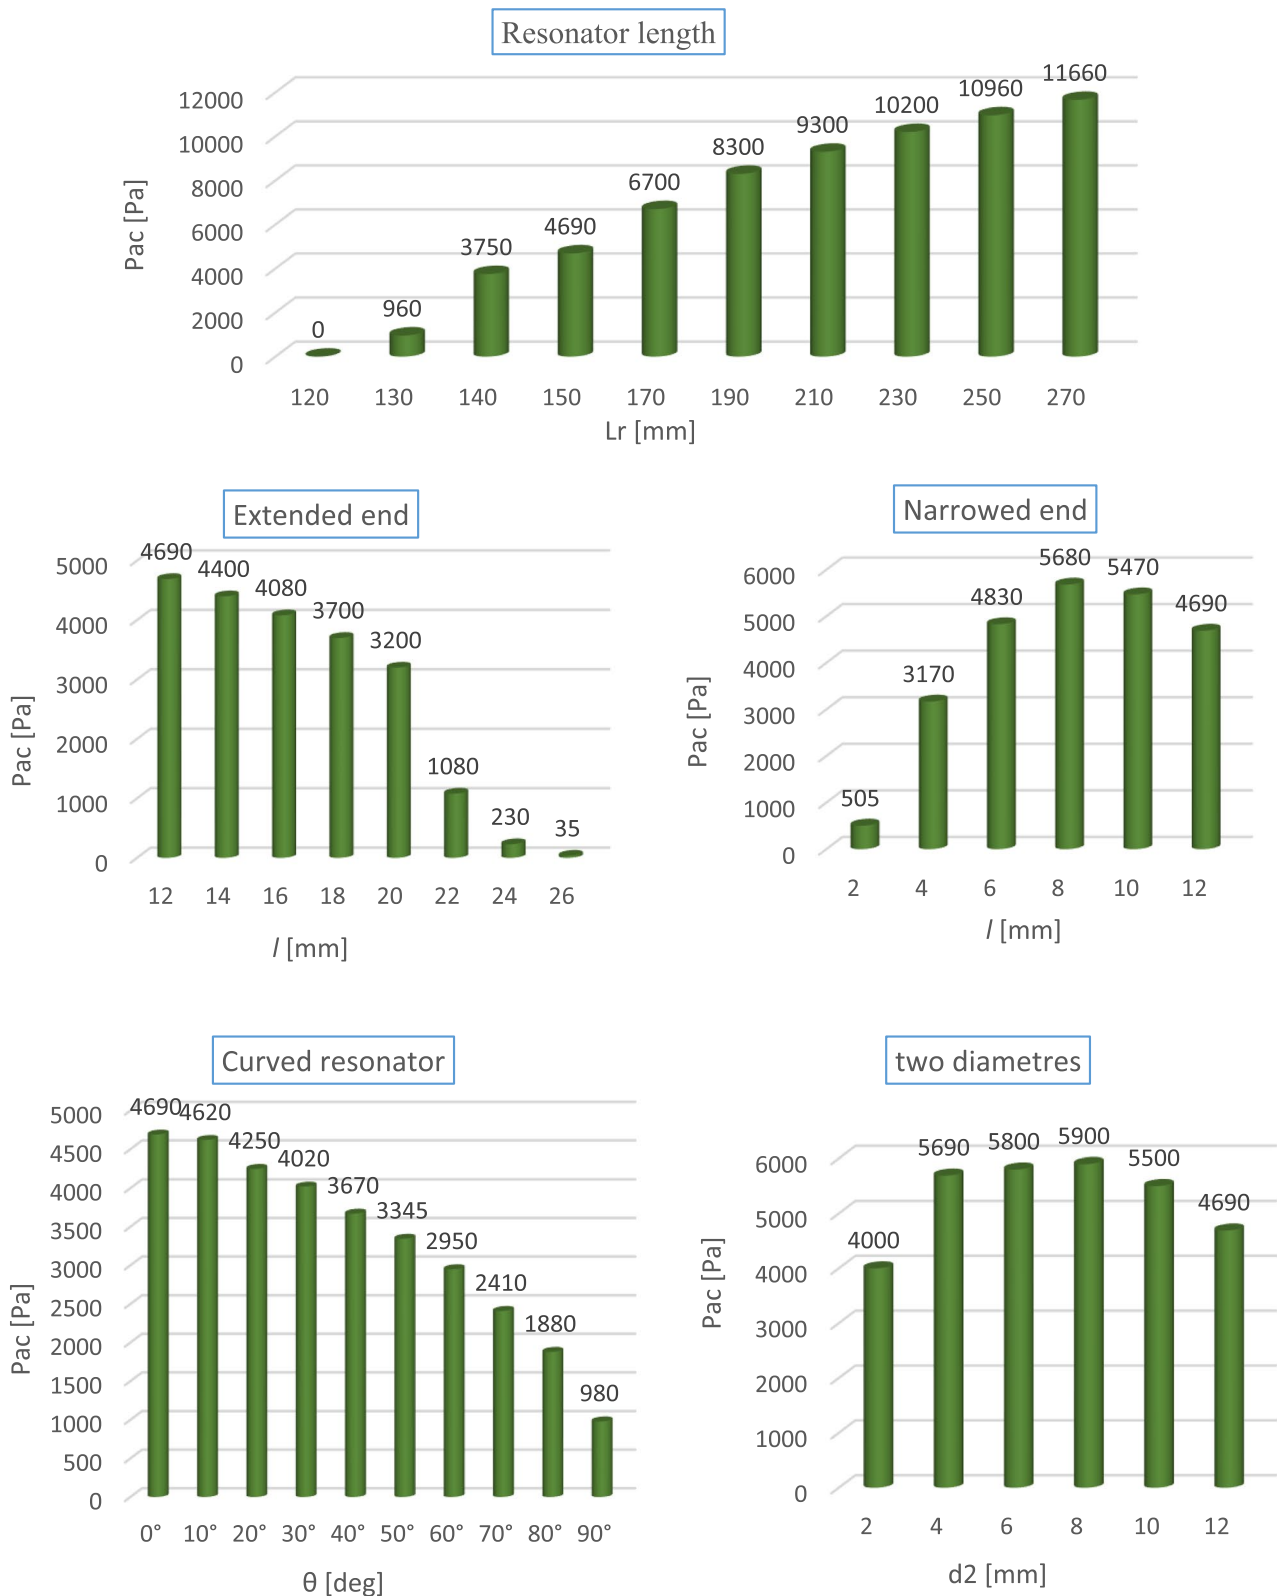 Resonator length
12000
10000
8000
6000
4000
2000
0
Pac [Pa]
0 960 3750 4690 6700 8300 9300 10200 10960 11660
120 130 140 150 170 190 210 230 250 270
Lr [mm]
Extended end
5000
4000
3000
2000
1000
0
Pac [Pa]
4690 4400 4080 3700 3200 1080 230 35
12 14 16 18 20 22 24 26
l [mm]
Narrowed end
6000
5000
4000
3000
2000
1000
0
Pac [Pa]
505 3170 4830 5680 5470 4690
2 4 6 8 10 12
l [mm]
Curved resonator
5000
4500
4000
3500
3000
2500
2000
1500
1000
500
0
Pac [Pa]
4690 4620 4250 4020 3670 3345 2950 2410 1880 980
0° 10° 20° 30° 40° 50° 60° 70° 80° 90°
θ [deg]
two diametres
6000
5000
4000
3000
2000
1000
0
Pac [Pa]
4000 5690 5800 5900 5500 4690
2 4 6 8 10 12
d2 [mm]